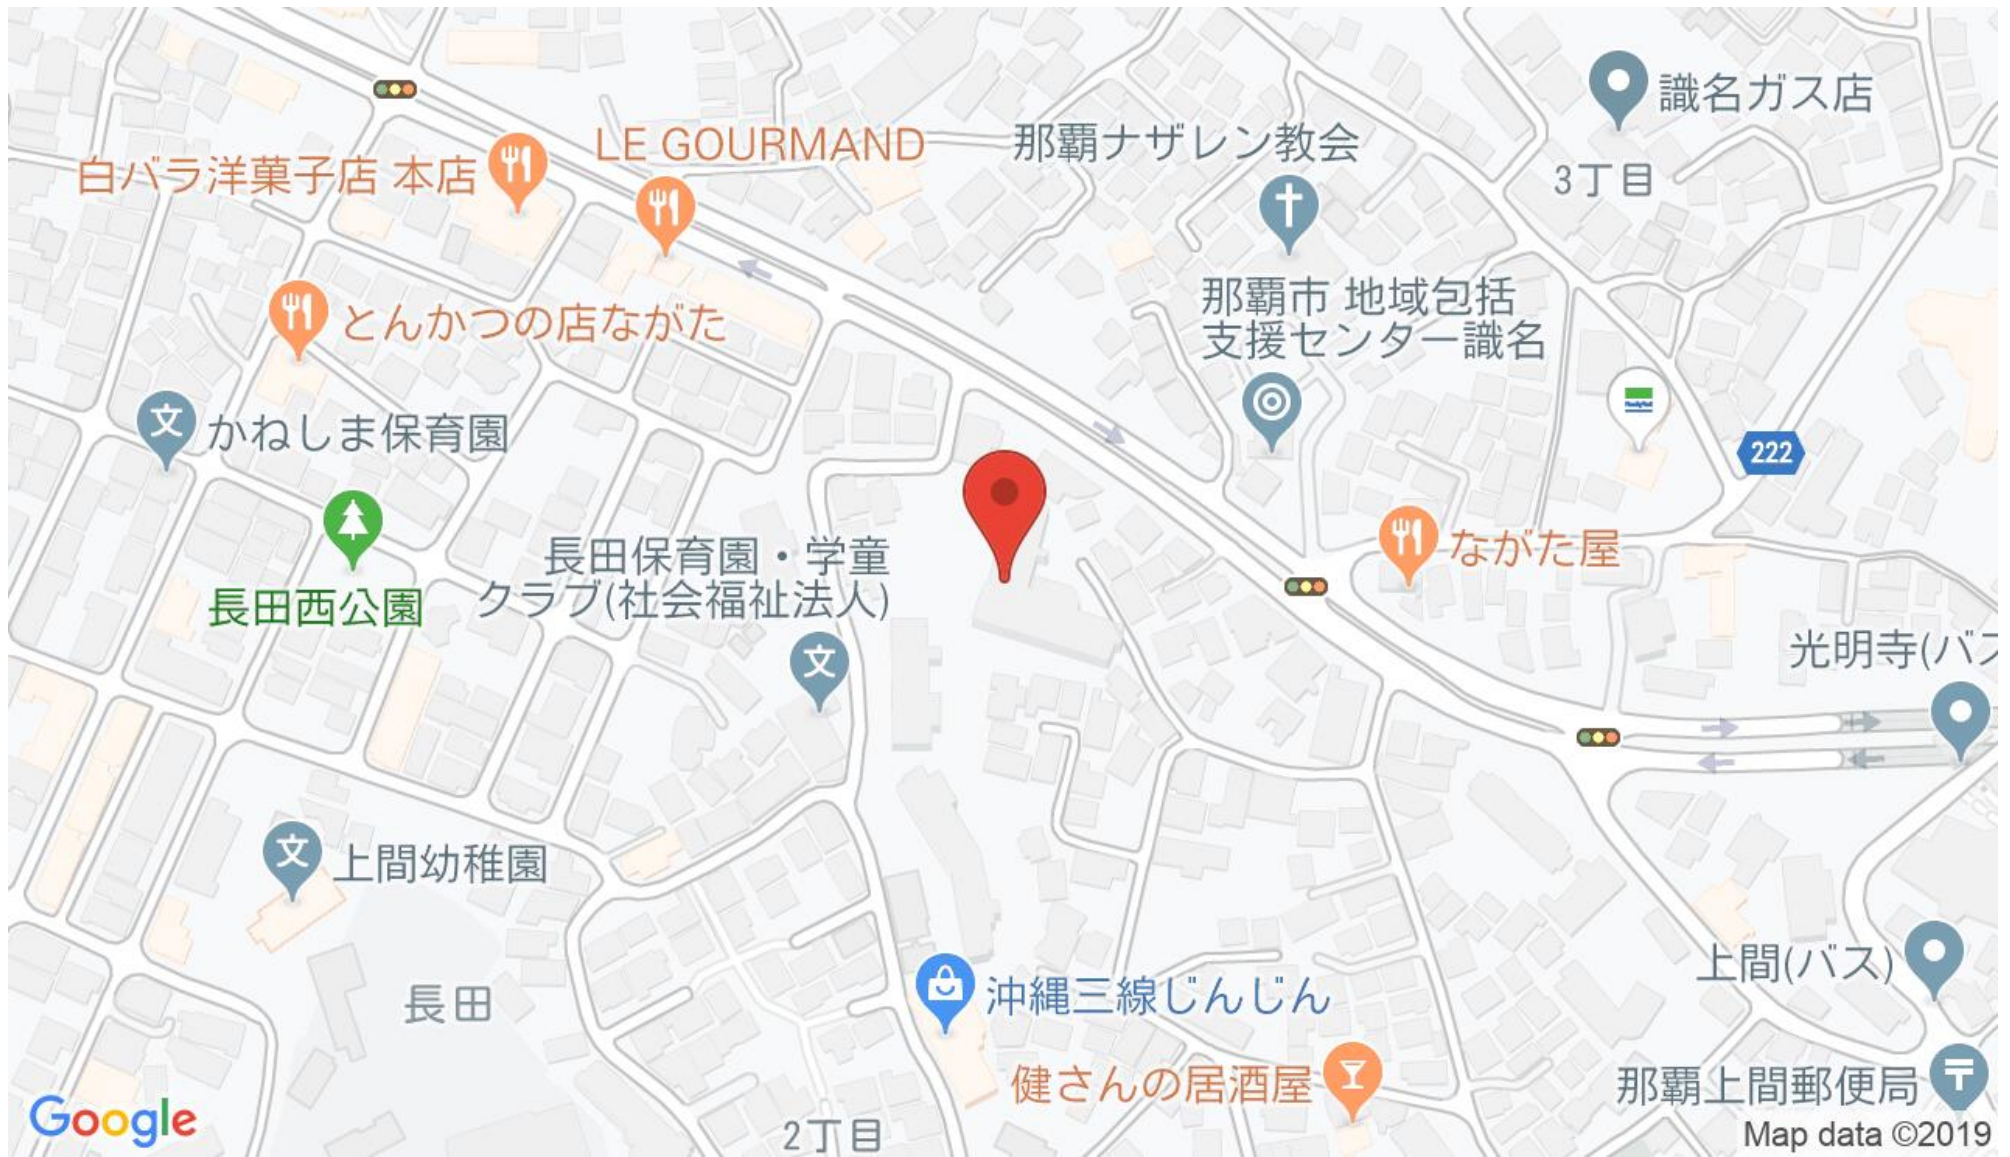 識名ガス店
LE GOURMAND
那覇ナザレン教会
白バラ洋菓子店 本店
3丁目
那覇市 地域包括
支援センター識名
とんかつの店ながた
かねしま保育園
222
ながた屋
長田保育園・学童
クラブ(社会福祉法人)
長田西公園
光明寺(バス
上間幼稚園
上間(バス)
長田
沖縄三線じんじん
健さんの居酒屋
那覇上間郵便局
2丁目
Google
Map data ©2019